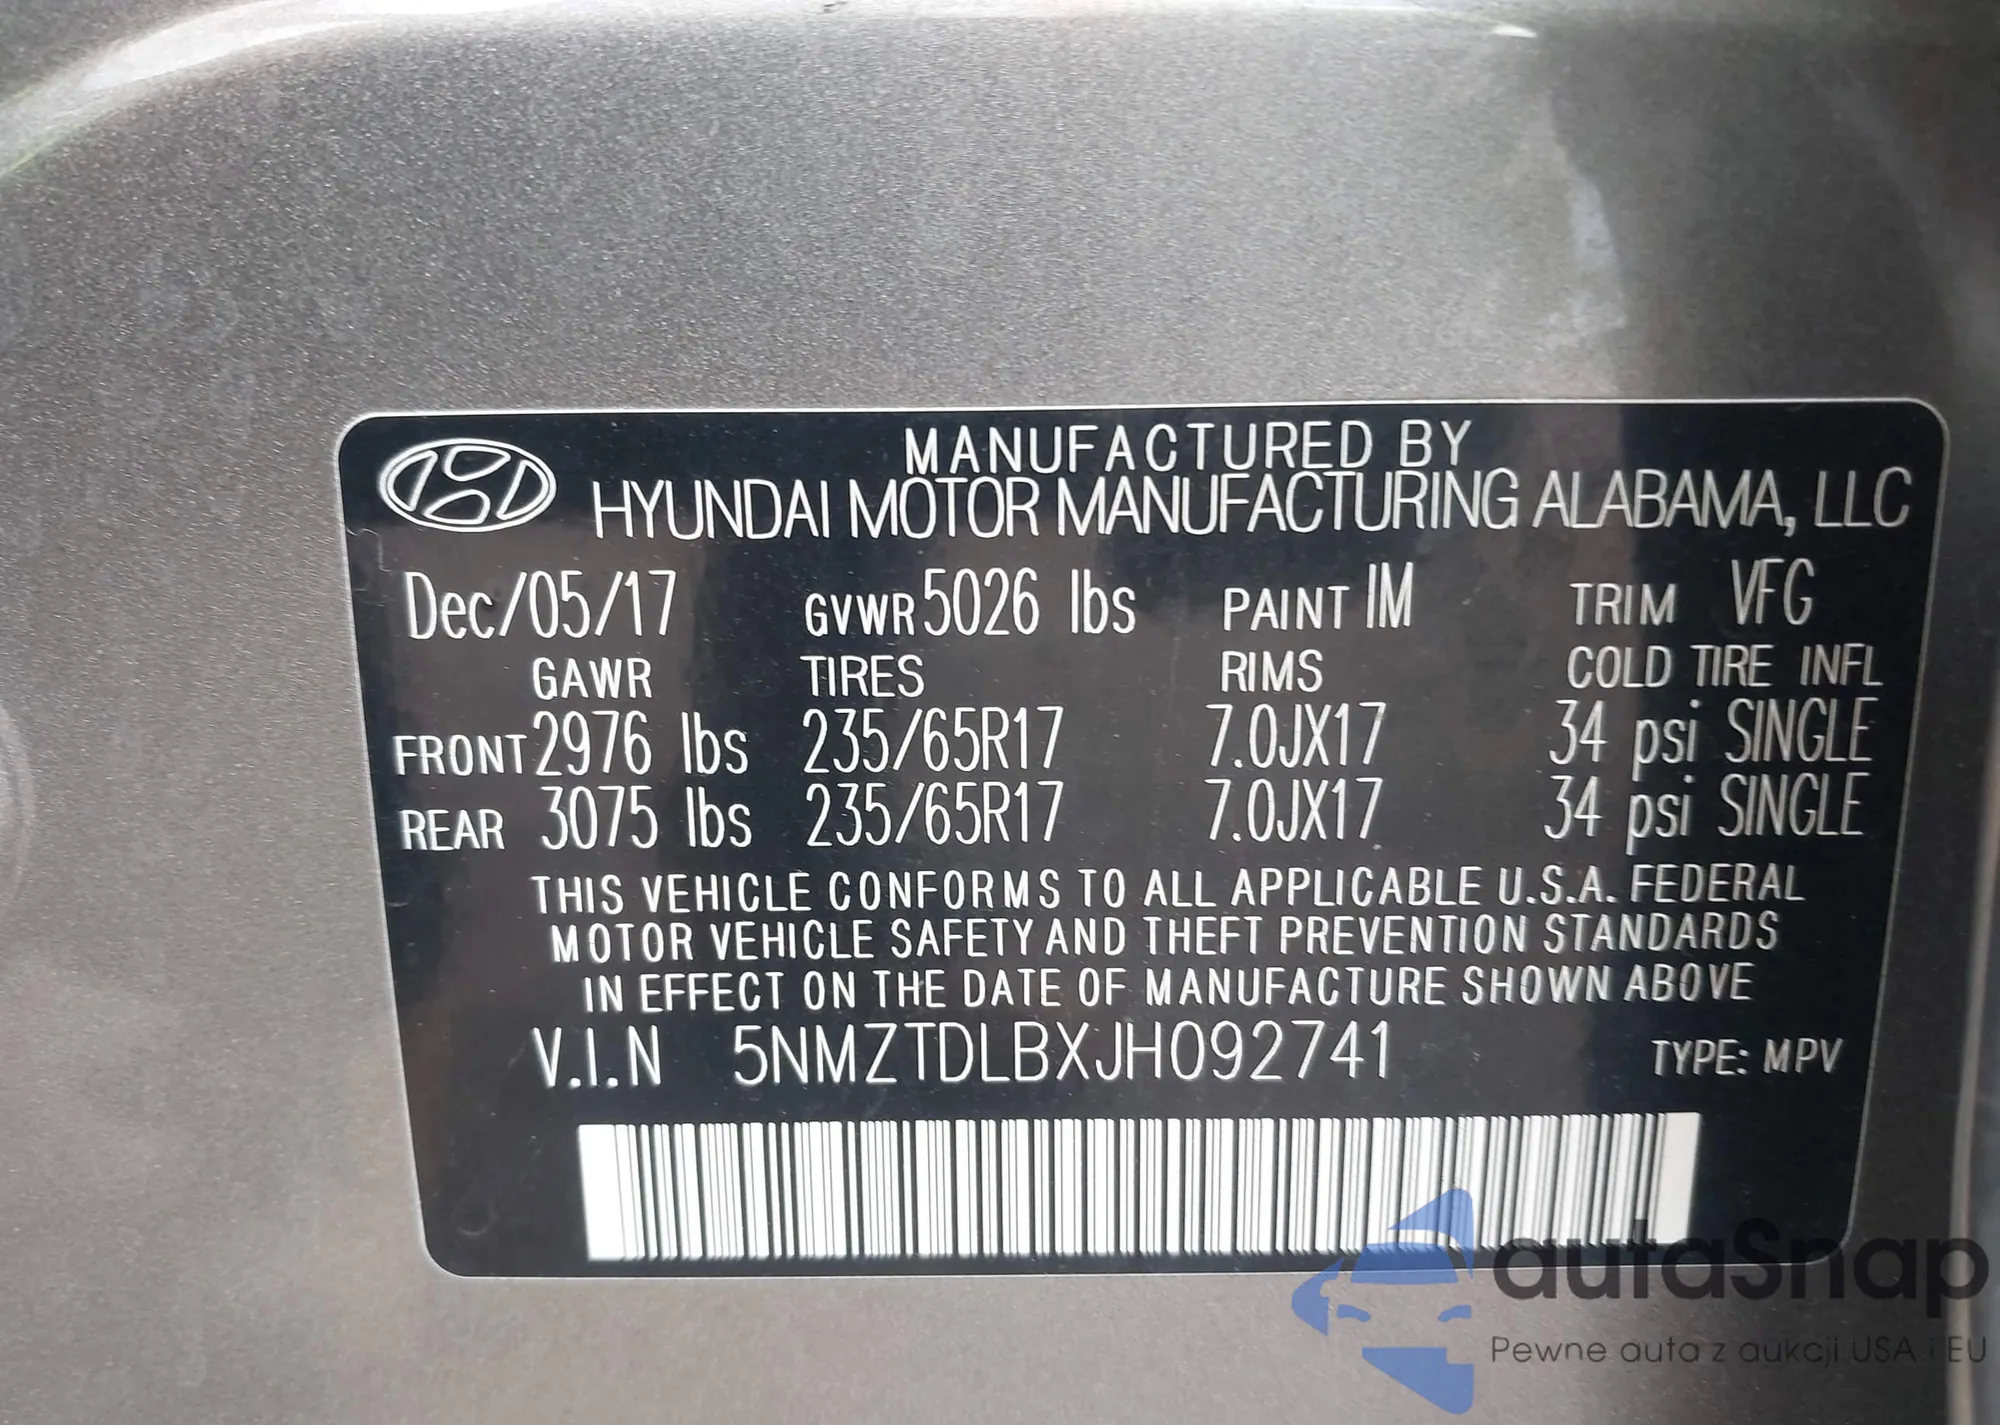 MANUFACTURED BY
HYUNDAI MOTOR MANUFACTURING ALABAMA, LLC
Dec/05/17 GVWR 5026 lbs PAINT IM TRIM VFG
GAWR TIRES RIMS COLD TIRE INFL
FRONT 2976 lbs 235/65R17 7.0JX17 34 psi SINGLE
REAR 3075 lbs 235/65R17 7.0JX17 34 psi SINGLE
THIS VEHICLE CONFORMS TO ALL APPLICABLE U.S.A. FEDERAL
MOTOR VEHICLE SAFETY AND THEFT PREVENTION STANDARDS
IN EFFECT ON THE DATE OF MANUFACTURE SHOWN ABOVE
V.I.N 5NMZTDLBXJH092741 TYPE: MPV
autaSnap
Pewne auta z aukcji USA i EU